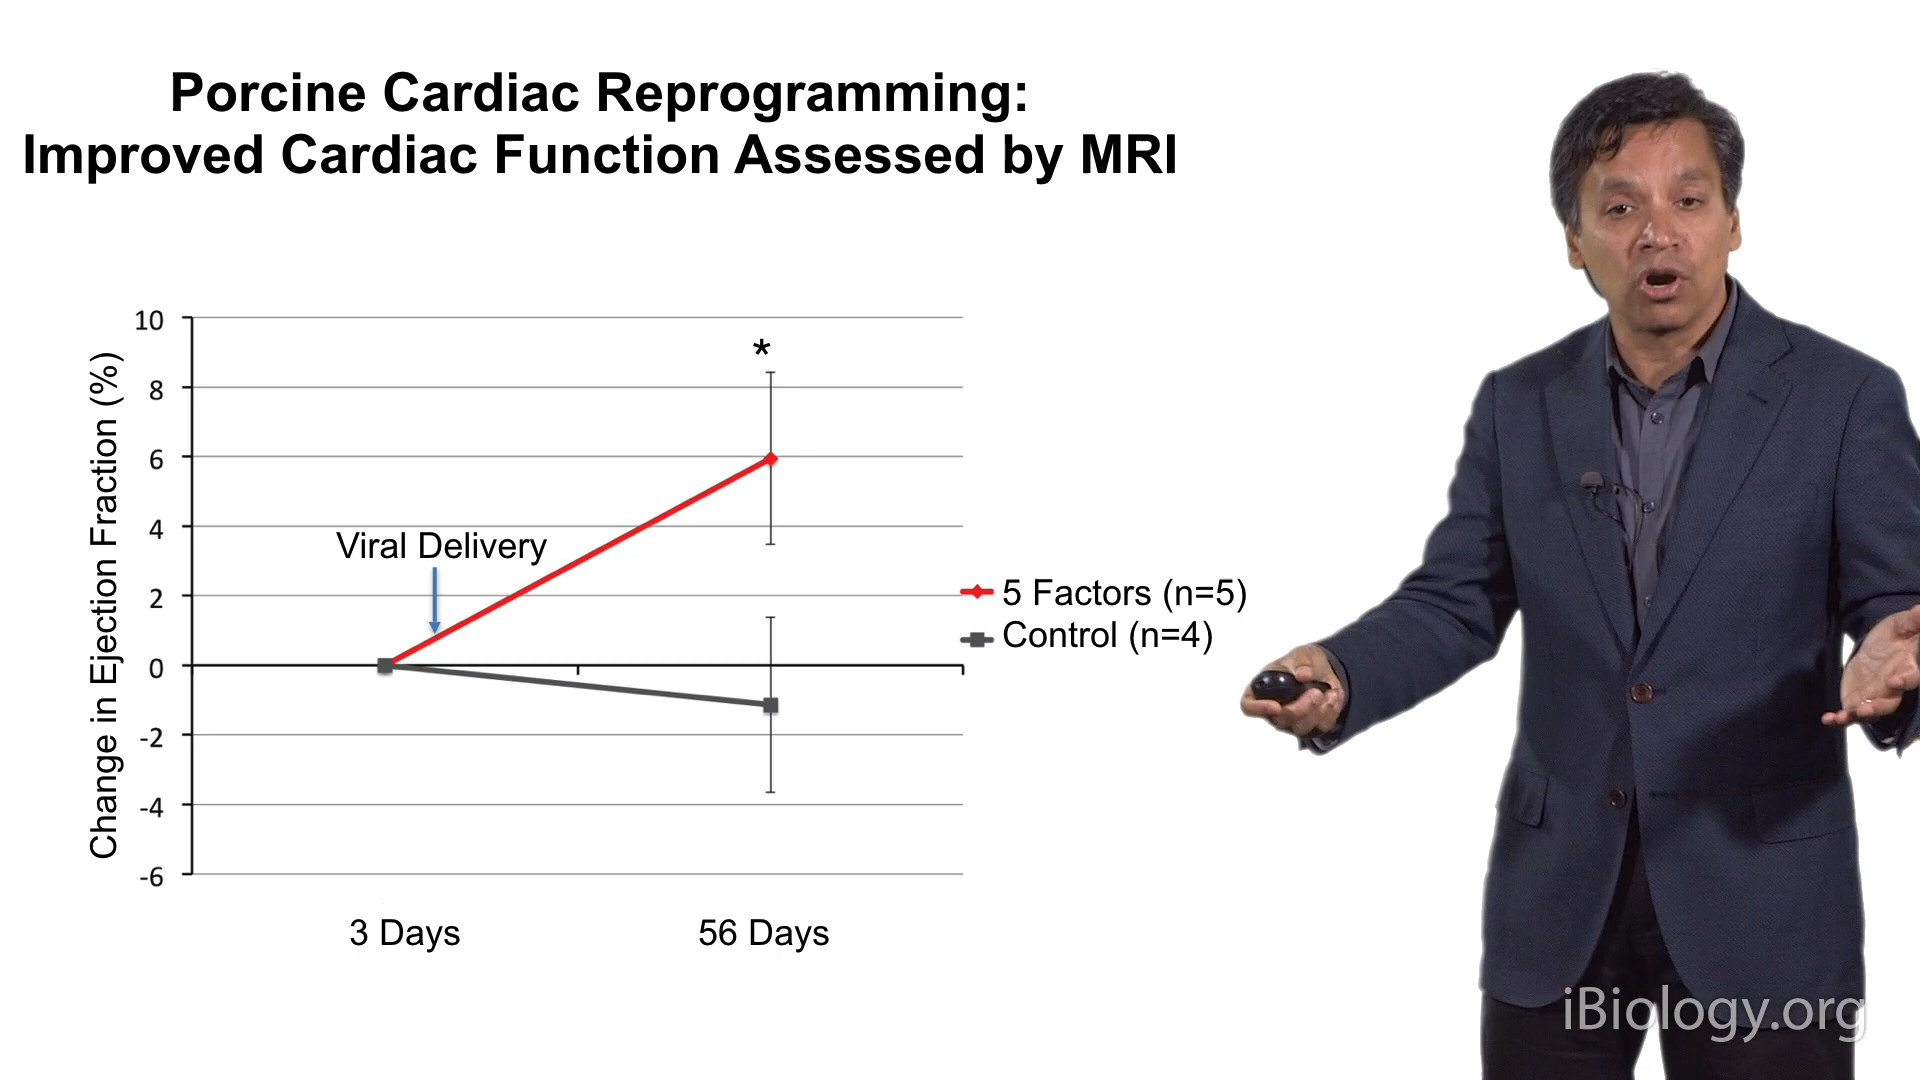 Porcine Cardiac Reprogramming:
Improved Cardiac Function Assessed by MRI
Change in Ejection Fraction (%)
10
8
6
4
2
0
-2
-4
-6
*
Viral Delivery
5 Factors (n=5)
Control (n=4)
3 Days
56 Days
iBiology.org